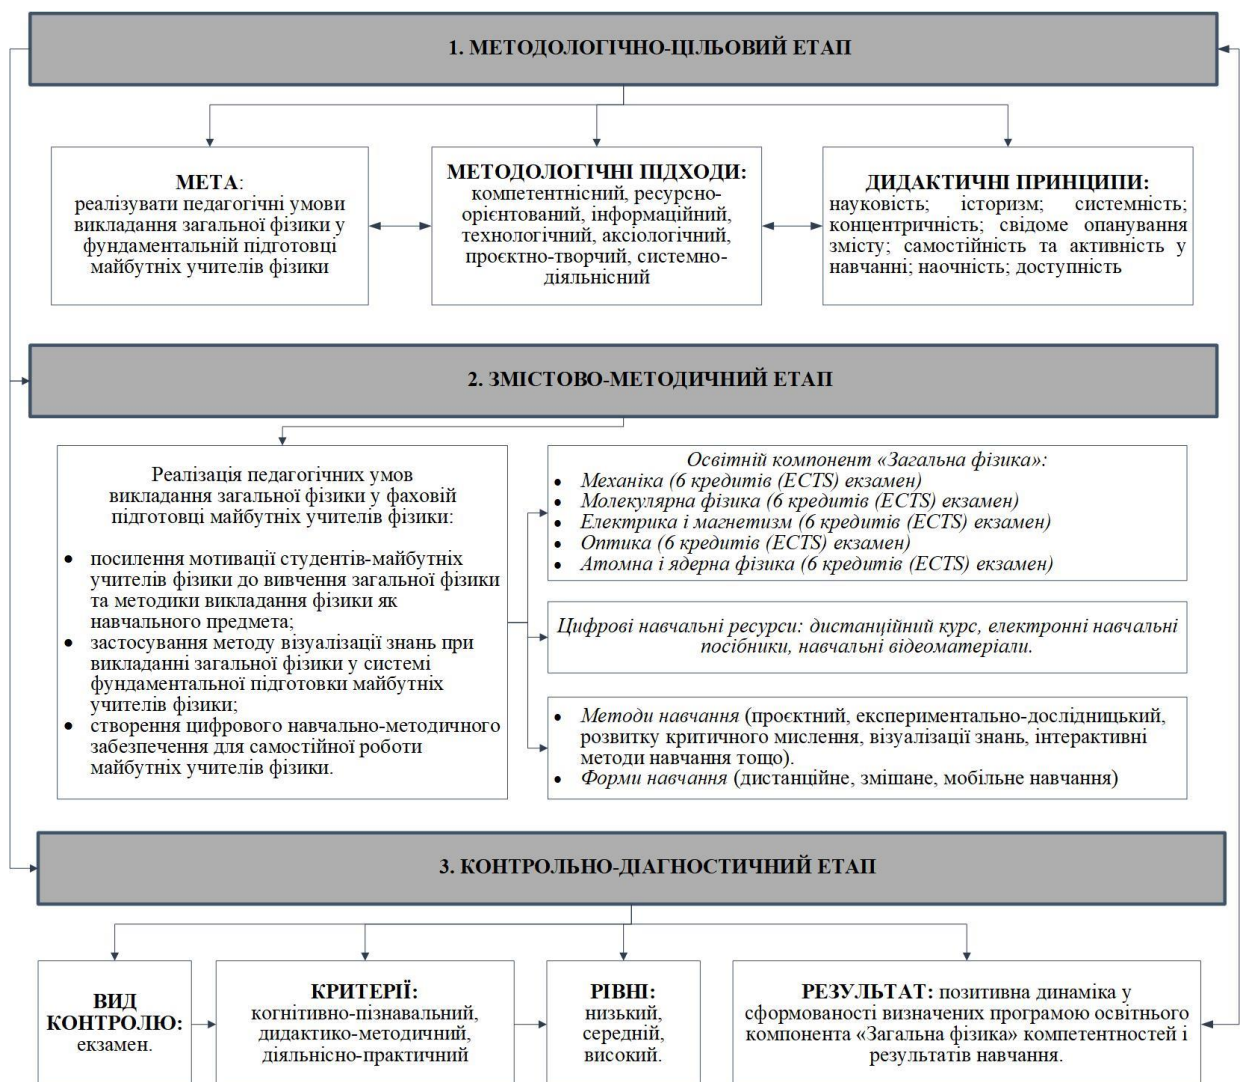 1. МЕТОДОЛОГІЧНО-ЦІЛЬОВИЙ ЕТАП
МЕТА:
реалізувати педагогічні умови
викладання загальної фізики у
фундаментальній підготовці
майбутніх учителів фізики
МЕТОДОЛОГІЧНІ ПІДХОДИ:
компетентнісний, ресурсно-
орієнтований, інформаційний,
технологічний, аксіологічний,
проєктно-творчий, системно-
діяльнісний
ДИДАКТИЧНІ ПРИНЦИПИ:
науковість; історизм; системність;
концентричність; свідоме опанування
змісту; самостійність та активність у
навчанні; наочність; доступність
2. ЗМІСТОВО-МЕТОДИЧНИЙ ЕТАП
Реалізація педагогічних умов
викладання загальної фізики у фаховій
підготовці майбутніх учителів фізики:
• посилення мотивації студентів-майбутніх
учителів фізики до вивчення загальної фізики
та методики викладання фізики як
навчального предмета;
• застосування методу візуалізації знань при
викладанні загальної фізики у системі
фундаментальної підготовки майбутніх
учителів фізики;
• створення цифрового навчально-методичного
забезпечення для самостійної роботи
майбутніх учителів фізики.
Освітній компонент «Загальна фізика»:
• Механіка (6 кредитів (ECTS) екзамен)
• Молекулярна фізика (6 кредитів (ECTS) екзамен)
• Електрика і магнетизм (6 кредитів (ECTS) екзамен)
• Оптика (6 кредитів (ECTS) екзамен)
• Атомна і ядерна фізика (6 кредитів (ECTS) екзамен)
Цифрові навчальні ресурси: дистанційний курс, електронні навчальні
посібники, навчальні відеоматеріали.
• Методи навчання (проєктний, експериментально-дослідницький,
розвитку критичного мислення, візуалізації знань, інтерактивні
методи навчання тощо).
• Форми навчання (дистанційне, змішане, мобільне навчання)
3. КОНТРОЛЬНО-ДІАГНОСТИЧНИЙ ЕТАП
ВИД
КОНТРОЛЮ:
екзамен.
КРИТЕРІЇ:
когнітивно-пізнавальний,
дидактико-методичний,
діяльнісно-практичний
РІВНІ:
низький,
середній,
високий.
РЕЗУЛЬТАТ: позитивна динаміка у
сформованості визначених програмою освітнього
компонента «Загальна фізика» компетентностей і
результатів навчання.